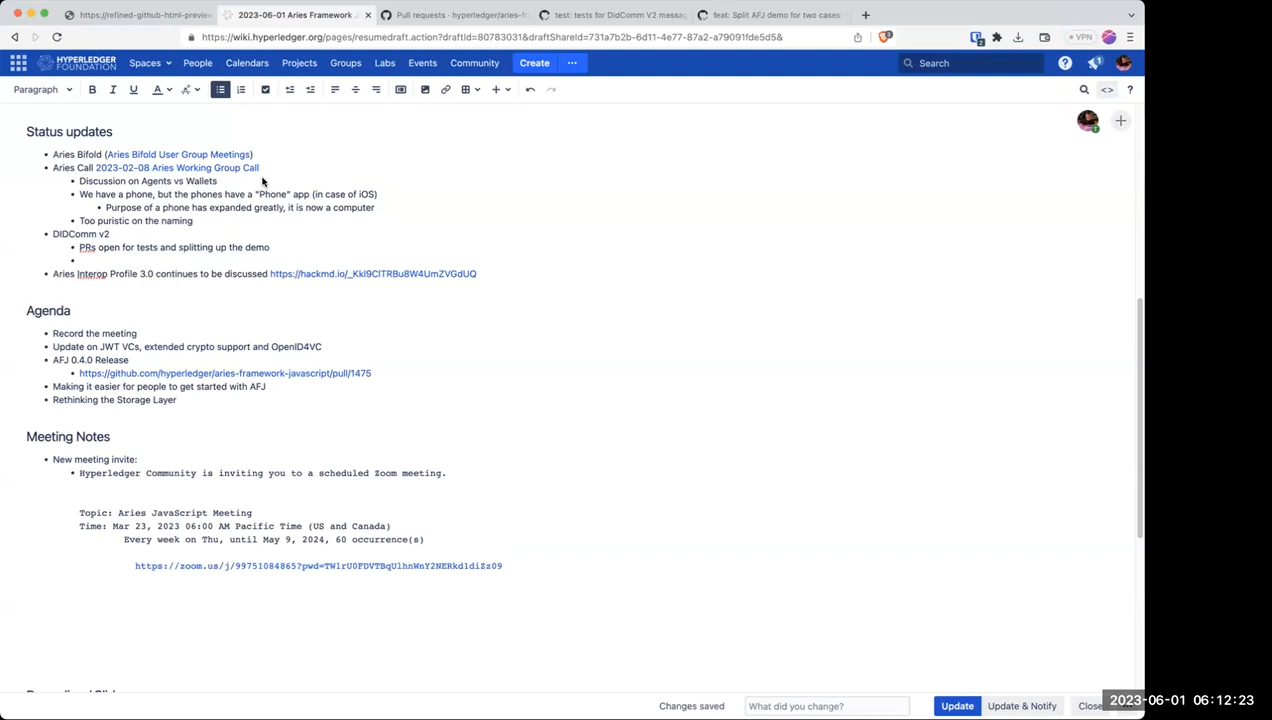 https://refined-github-html-preview
2023-06-01 Aries Framework J
Pull requests · hyperledger/aries-fr
test: tests for DidComm V2 messag
feat: Split AFJ demo for two cases
https://wiki.hyperledger.org/pages/resumedraft.action?draftId=80783031&draftShareId=731a7b2b-6d11-4e77-87a2-a79091fde5d5&
VPN
HYPERLEDGER FOUNDATION Spaces People Calendars Projects Groups Labs Events Community Create Search
Paragraph B I U A
Status updates
• Aries Bifold (Aries Bifold User Group Meetings)
• Aries Call 2023-02-08 Aries Working Group Call
• Discussion on Agents vs Wallets
• We have a phone, but the phones have a "Phone" app (in case of iOS)
• Purpose of a phone has expanded greatly, it is now a computer
• Too puristic on the naming
• DIDComm v2
• PRs open for tests and splitting up the demo
•
• Aries Interop Profile 3.0 continues to be discussed https://hackmd.io/_KkI9ClTRBu8W4UmZVGdUQ
Agenda
• Record the meeting
• Update on JWT VCs, extended crypto support and OpenID4VC
• AFJ 0.4.0 Release
• https://github.com/hyperledger/aries-framework-javascript/pull/1475
• Making it easier for people to get started with AFJ
• Rethinking the Storage Layer
Meeting Notes
• New meeting invite:
• Hyperledger Community is inviting you to a scheduled Zoom meeting.
Topic: Aries JavaScript Meeting
Time: Mar 23, 2023 06:00 AM Pacific Time (US and Canada)
Every week on Thu, until May 9, 2024, 60 occurrence(s)
https://zoom.us/j/99751084865?pwd=TW1rU0FDVTBqUlhnWnY2NERkd1diZz09
Changes saved What did you change? Update Update & Notify Close
2023-06-01 06:12:23